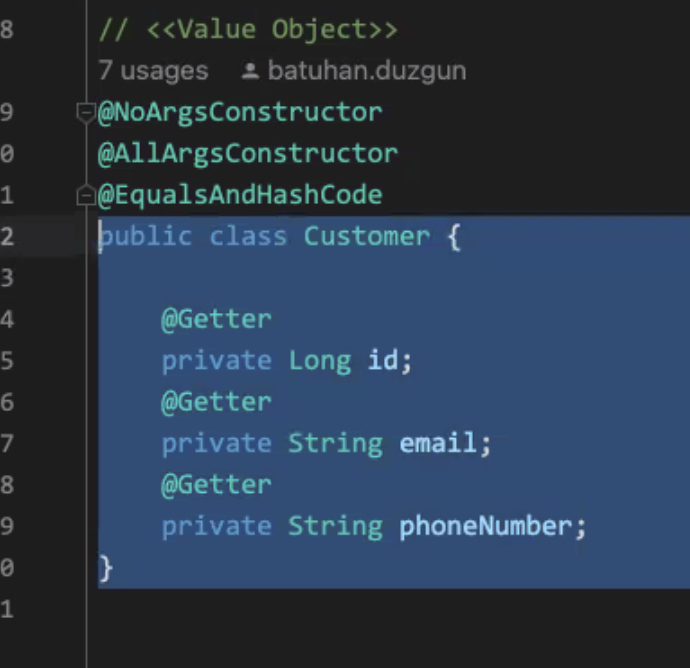 8 // <<Value Object>>
7 usages batuhan.duzgun
9 @NoArgsConstructor
0 @AllArgsConstructor
1 @EqualsAndHashCode
2 public class Customer {
3
4 @Getter
5 private Long id;
6 @Getter
7 private String email;
8 @Getter
9 private String phoneNumber;
0 }
1